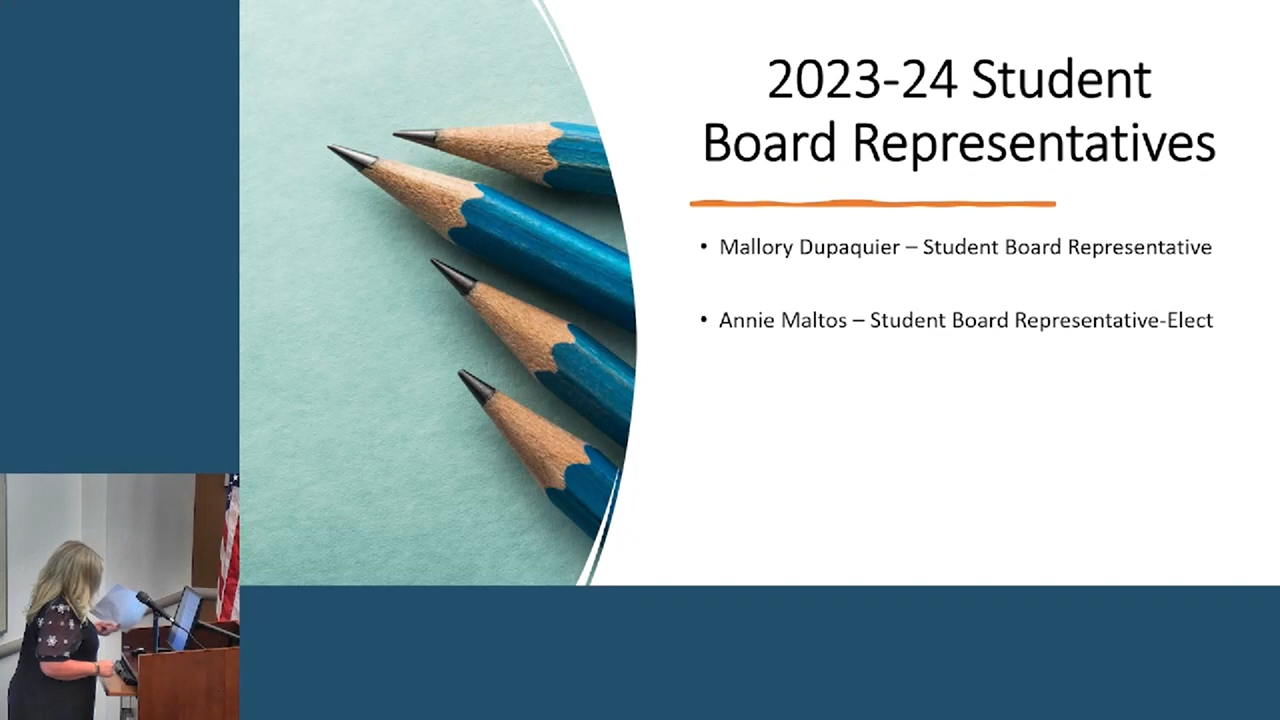 2023-24 Student
Board Representatives
• Mallory Dupaquier – Student Board Representative
• Annie Maltos – Student Board Representative-Elect